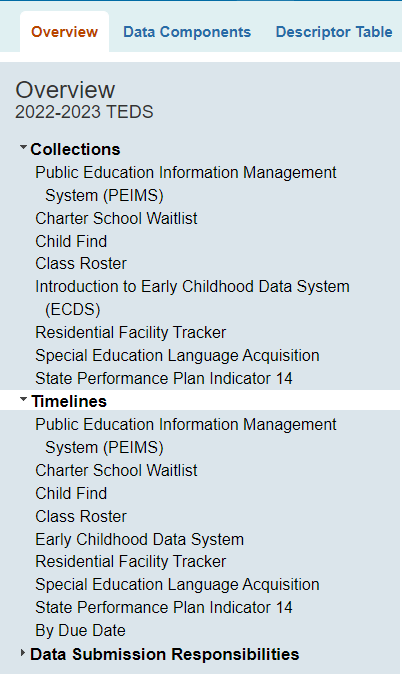 Overview Data Components Descriptor Table
Overview
2022-2023 TEDS
Collections
Public Education Information Management
System (PEIMS)
Charter School Waitlist
Child Find
Class Roster
Introduction to Early Childhood Data System
(ECDS)
Residential Facility Tracker
Special Education Language Acquisition
State Performance Plan Indicator 14
Timelines
Public Education Information Management
System (PEIMS)
Charter School Waitlist
Child Find
Class Roster
Early Childhood Data System
Residential Facility Tracker
Special Education Language Acquisition
State Performance Plan Indicator 14
By Due Date
Data Submission Responsibilities